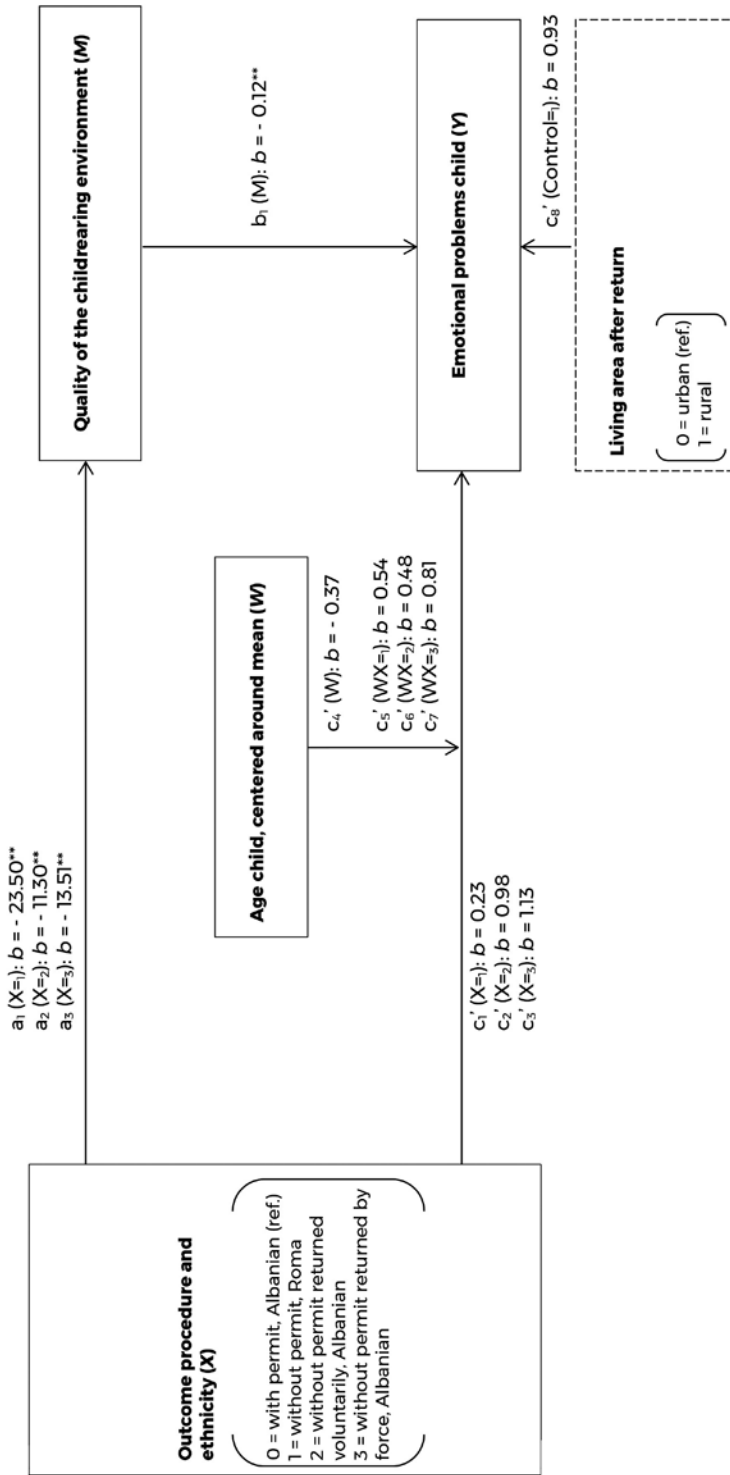 Outcome procedure and
ethnicity (X)
0 = with permit, Albanian (ref.)
1 = without permit, Roma
2 = without permit returned
voluntarily, Albanian
3 = without permit returned by
force, Albanian
a₁ (X=₁): b = - 23.50**
a₂ (X=₂): b = - 11.30**
a₃ (X=₃): b = - 13.51**
Quality of the childrearing environment (M)
b₁ (M): b = - 0.12**
Age child, centered around mean (W)
c₄' (W): b = - 0.37
c₅' (WX=₁): b = 0.54
c₆' (WX=₂): b = 0.48
c₇' (WX=₃): b = 0.81
c₁' (X=₁): b = 0.23
c₂' (X=₂): b = 0.98
c₃' (X=₃): b = 1.13
Emotional problems child (Y)
c₈' (Control=₁): b = 0.93
Living area after return
0 = urban (ref.)
1 = rural